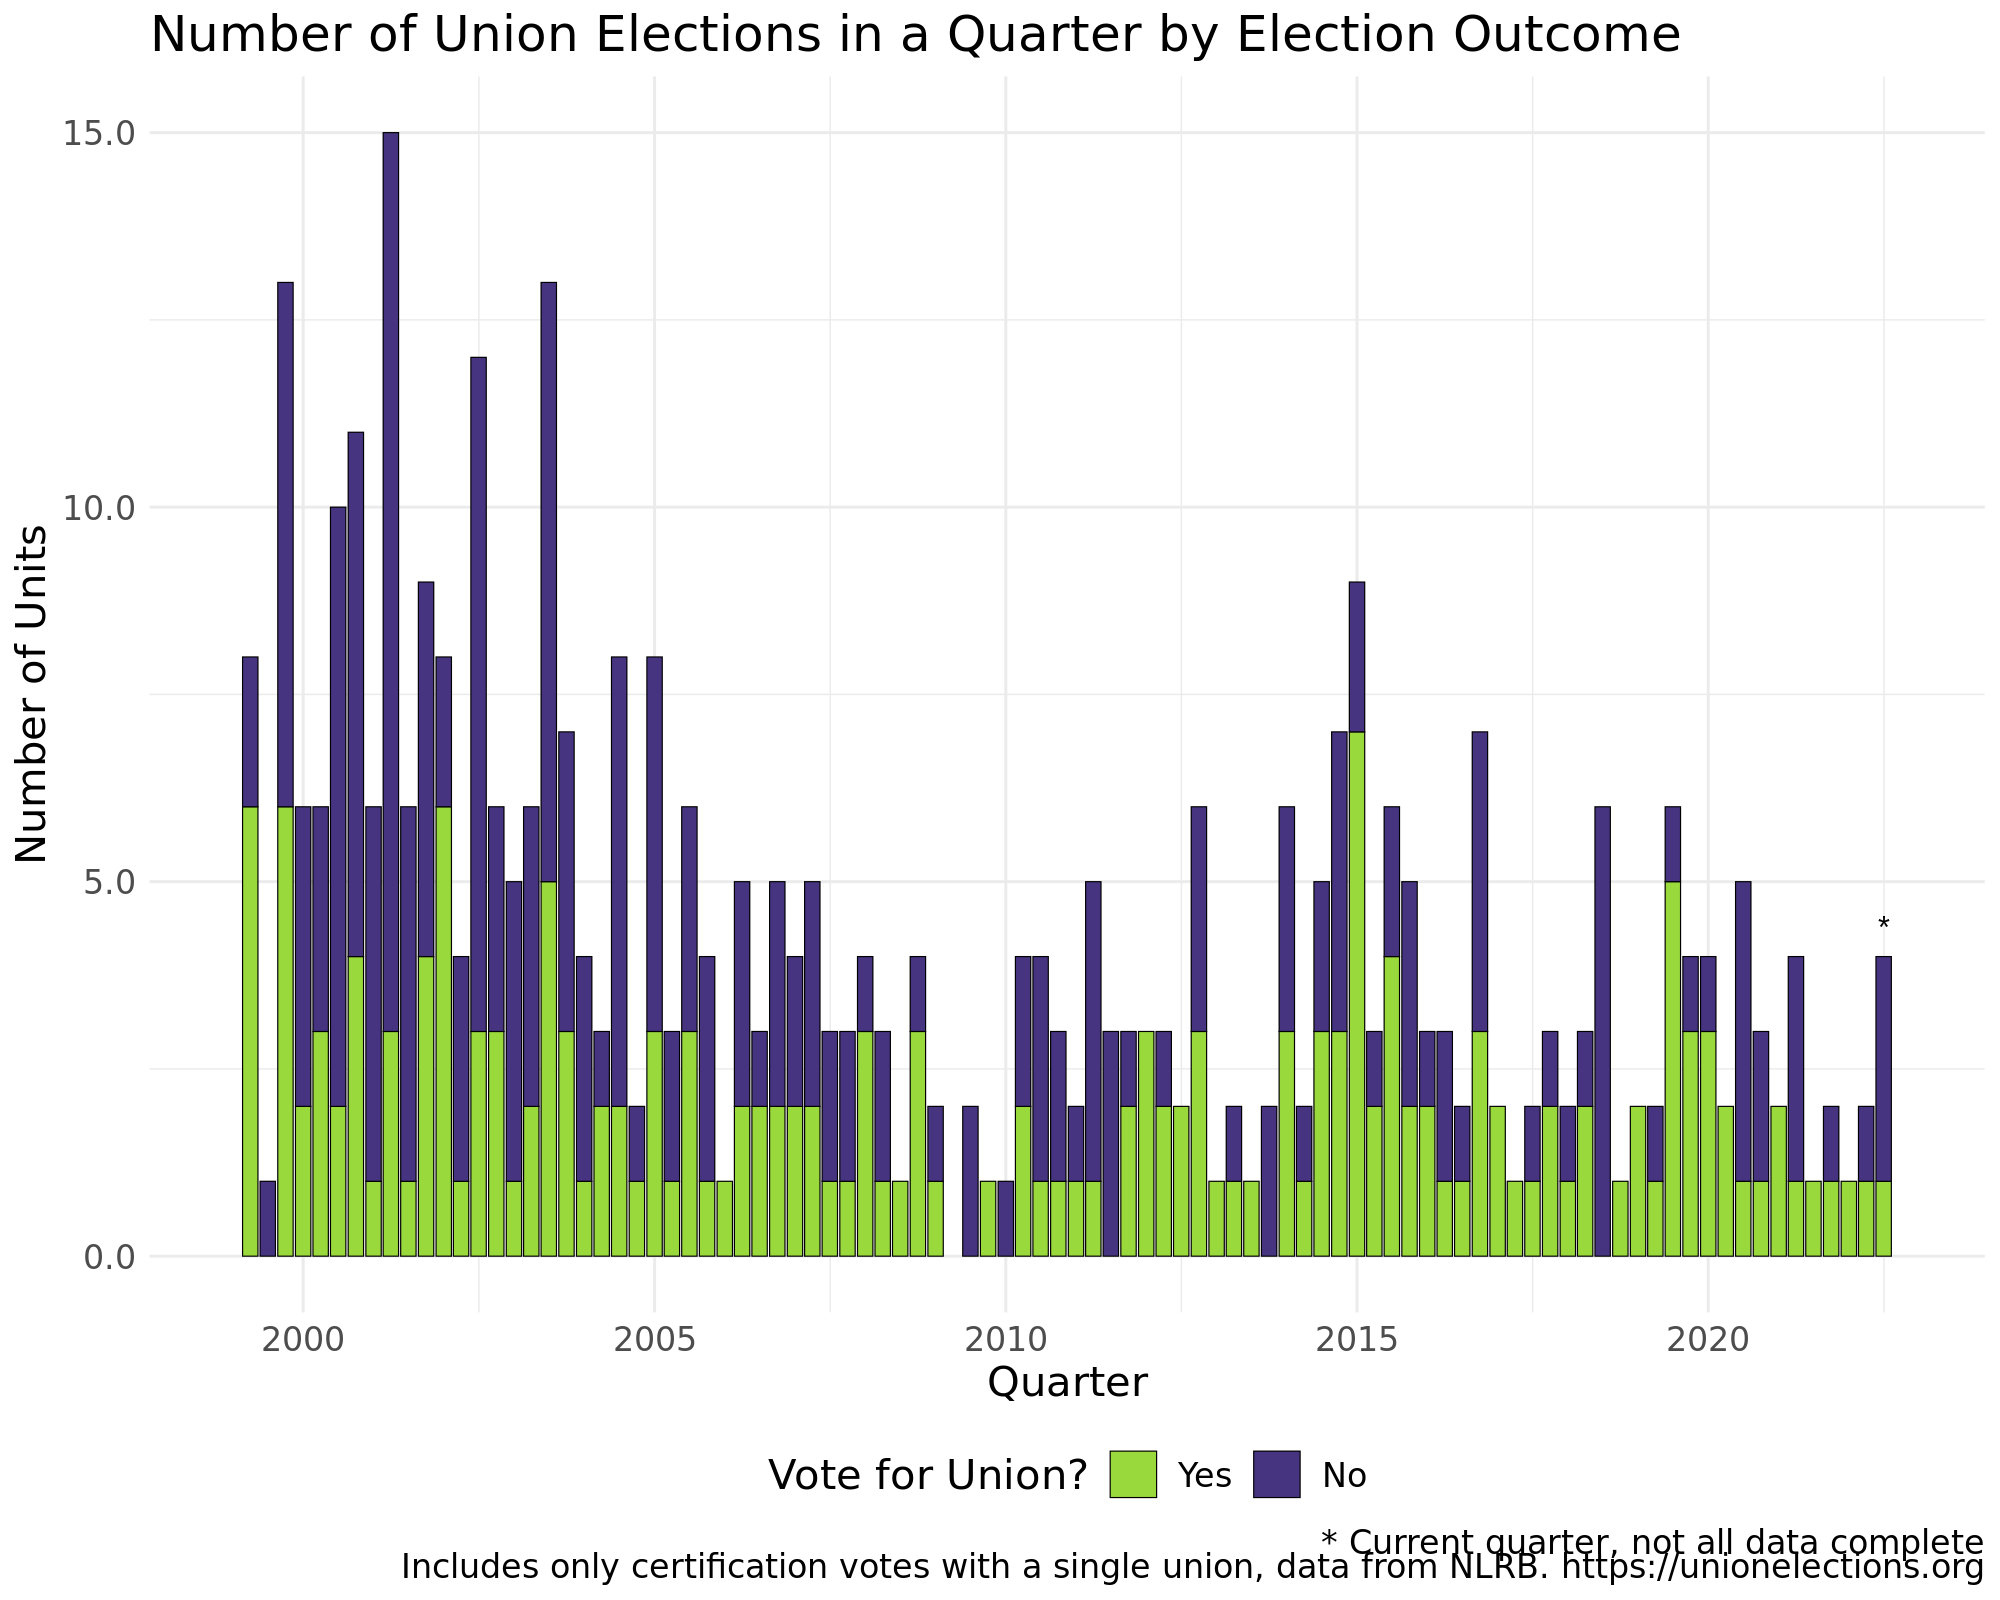 Number of Union Elections in a Quarter by Election Outcome
15.0
10.0
5.0
0.0
Number of Units
*
2000 2005 2010 2015 2020
Quarter
Vote for Union? Yes No
* Current quarter, not all data complete
Includes only certification votes with a single union, data from NLRB. https://unionelections.org